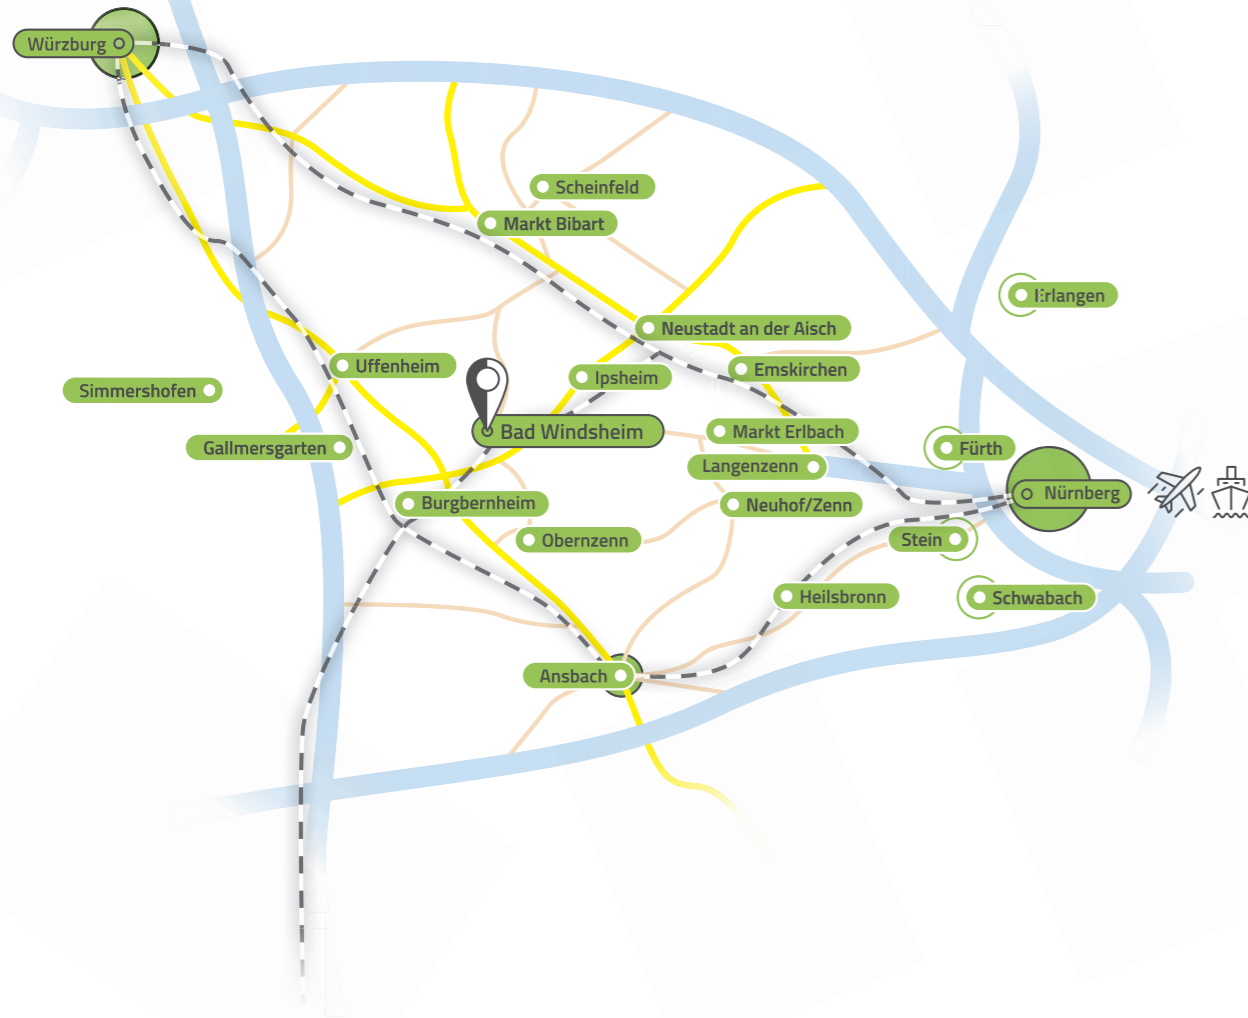 Würzburg
Scheinfeld
Markt Bibart
Erlangen
Neustadt an der Aisch
Uffenheim
Emskirchen
Ipsheim
Simmershofen
Bad Windsheim
Markt Erlbach
Gallmersgarten
Fürth
Langenzenn
Nürnberg
Burgbernheim
Neuhof/Zenn
Obernzenn
Stein
Heilsbronn
Schwabach
Ansbach